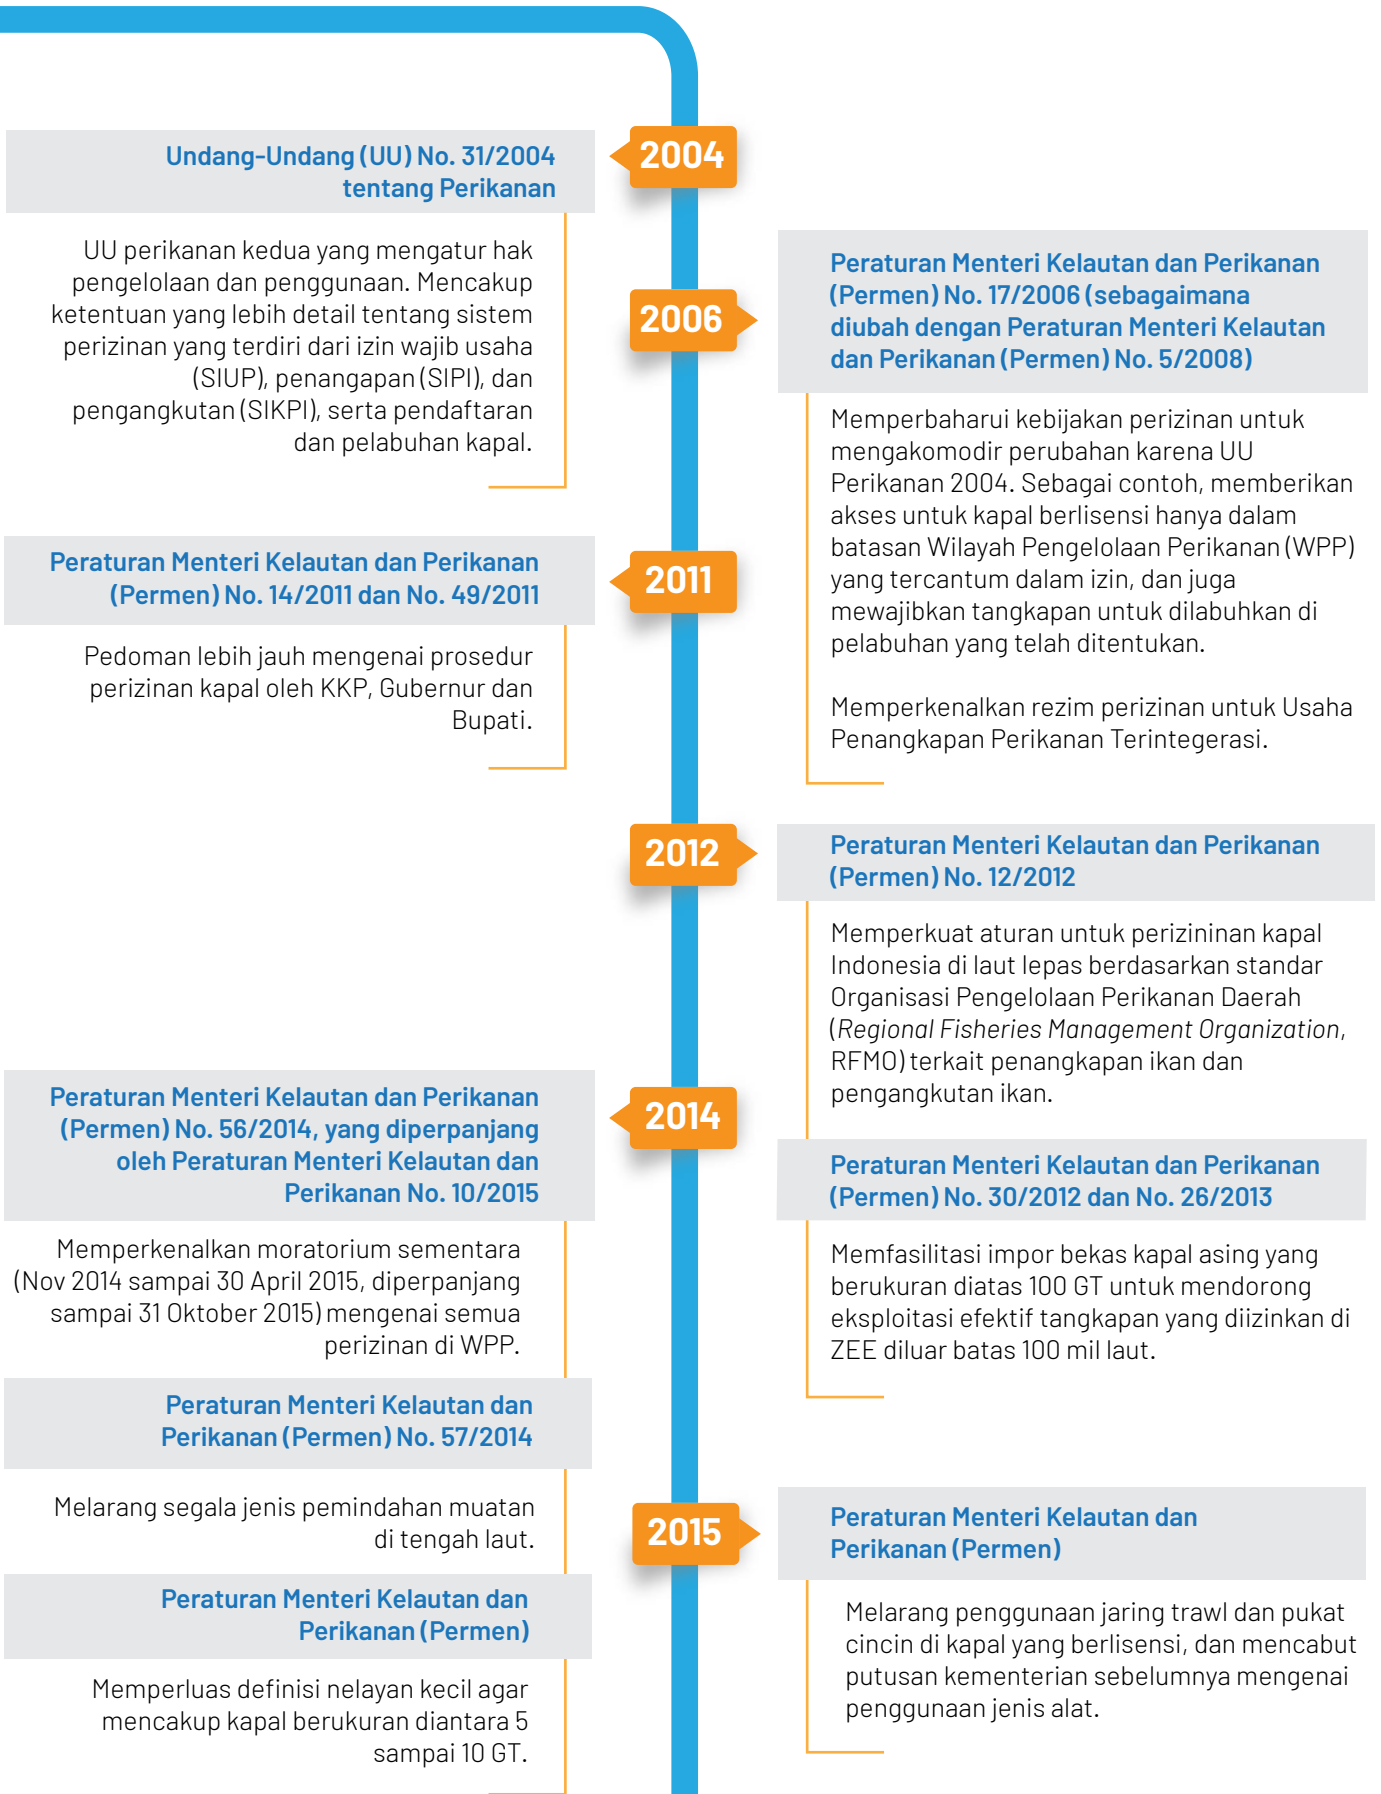 2004
Undang-Undang (UU) No. 31/2004
tentang Perikanan
UU perikanan kedua yang mengatur hak
pengelolaan dan penggunaan. Mencakup
ketentuan yang lebih detail tentang sistem
perizinan yang terdiri dari izin wajib usaha
(SIUP), penangapan (SIPI), dan
pengangkutan (SIKPI), serta pendaftaran
dan pelabuhan kapal.
2006
Peraturan Menteri Kelautan dan Perikanan
(Permen) No. 17/2006 (sebagaimana
diubah dengan Peraturan Menteri Kelautan
dan Perikanan (Permen) No. 5/2008)
Memperbaharui kebijakan perizinan untuk
mengakomodir perubahan karena UU
Perikanan 2004. Sebagai contoh, memberikan
akses untuk kapal berlisensi hanya dalam
batasan Wilayah Pengelolaan Perikanan (WPP)
yang tercantum dalam izin, dan juga
mewajibkan tangkapan untuk dilabuhkan di
pelabuhan yang telah ditentukan.
Memperkenalkan rezim perizinan untuk Usaha
Penangkapan Perikanan Terintegerasi.
2011
Peraturan Menteri Kelautan dan Perikanan
(Permen) No. 14/2011 dan No. 49/2011
Pedoman lebih jauh mengenai prosedur
perizinan kapal oleh KKP, Gubernur dan
Bupati.
2012
Peraturan Menteri Kelautan dan Perikanan
(Permen) No. 12/2012
Memperkuat aturan untuk perizininan kapal
Indonesia di laut lepas berdasarkan standar
Organisasi Pengelolaan Perikanan Daerah
(Regional Fisheries Management Organization,
RFMO) terkait penangkapan ikan dan
pengangkutan ikan.
Peraturan Menteri Kelautan dan Perikanan
(Permen) No. 30/2012 dan No. 26/2013
Memfasilitasi impor bekas kapal asing yang
berukuran diatas 100 GT untuk mendorong
eksploitasi efektif tangkapan yang diizinkan di
ZEE diluar batas 100 mil laut.
2014
Peraturan Menteri Kelautan dan Perikanan
(Permen) No. 56/2014, yang diperpanjang
oleh Peraturan Menteri Kelautan dan
Perikanan No. 10/2015
Memperkenalkan moratorium sementara
(Nov 2014 sampai 30 April 2015, diperpanjang
sampai 31 Oktober 2015) mengenai semua
perizinan di WPP.
Peraturan Menteri Kelautan dan
Perikanan (Permen) No. 57/2014
Melarang segala jenis pemindahan muatan
di tengah laut.
Peraturan Menteri Kelautan dan
Perikanan (Permen)
Memperluas definisi nelayan kecil agar
mencakup kapal berukuran diantara 5
sampai 10 GT.
2015
Peraturan Menteri Kelautan dan
Perikanan (Permen)
Melarang penggunaan jaring trawl dan pukat
cincin di kapal yang berlisensi, dan mencabut
putusan kementerian sebelumnya mengenai
penggunaan jenis alat.